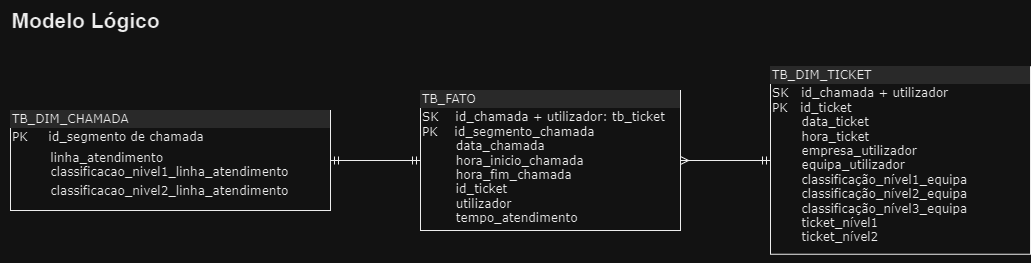 Modelo Lógico
TB_DIM_CHAMADA
PK id_segmento de chamada
linha_atendimento
classificacao_nivel1_linha_atendimento
classificacao_nivel2_linha_atendimento
TB_FATO
SK id_chamada + utilizador: tb_ticket
PK id_segmento_chamada
data_chamada
hora_inicio_chamada
hora_fim_chamada
id_ticket
utilizador
tempo_atendimento
TB_DIM_TICKET
SK id_chamada + utilizador
PK id_ticket
data_ticket
hora_ticket
empresa_utilizador
equipa_utilizador
classificação_nível1_equipa
classificação_nível2_equipa
classificação_nível3_equipa
ticket_nível1
ticket_nível2